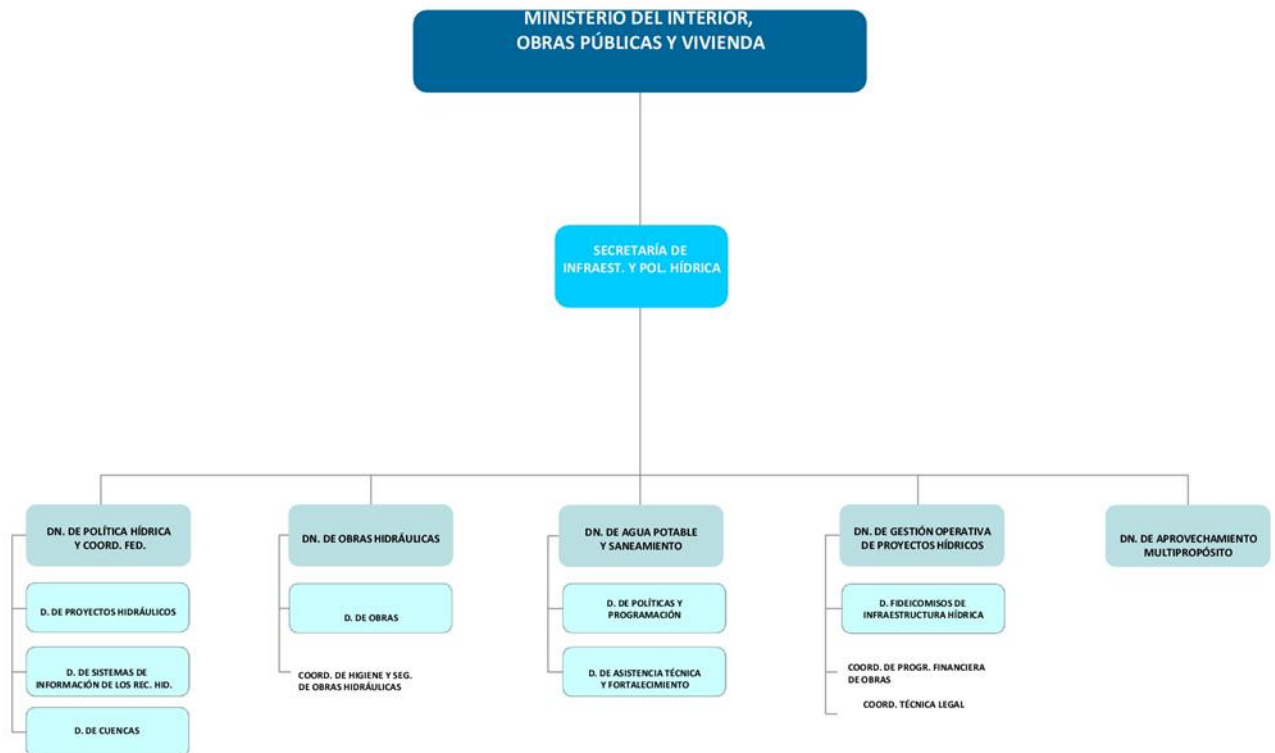 MINISTERIO DEL INTERIOR,
OBRAS PÚBLICAS Y VIVIENDA
SECRETARÍA DE
INFRAEST. Y POL. HÍDRICA
DN. DE POLÍTICA HÍDRICA
Y COORD. FED.
D. DE PROYECTOS HIDRÁULICOS
D. DE SISTEMAS DE
INFORMACIÓN DE LOS REC. HID.
D. DE CUENCAS
DN. DE OBRAS HIDRÁULICAS
D. DE OBRAS
COORD. DE HIGIENE Y SEG.
DE OBRAS HIDRÁULICAS
DN. DE AGUA POTABLE
Y SANEAMIENTO
D. DE POLÍTICAS Y
PROGRAMACIÓN
D. DE ASISTENCIA TÉCNICA
Y FORTALECIMIENTO
DN. DE GESTIÓN OPERATIVA
DE PROYECTOS HÍDRICOS
D. FIDEICOMISOS DE
INFRAESTRUCTURA HÍDRICA
COORD. DE PROGR. FINANCIERA
DE OBRAS
COORD. TÉCNICA LEGAL
DN. DE APROVECHAMIENTO
MULTIPROPÓSITO